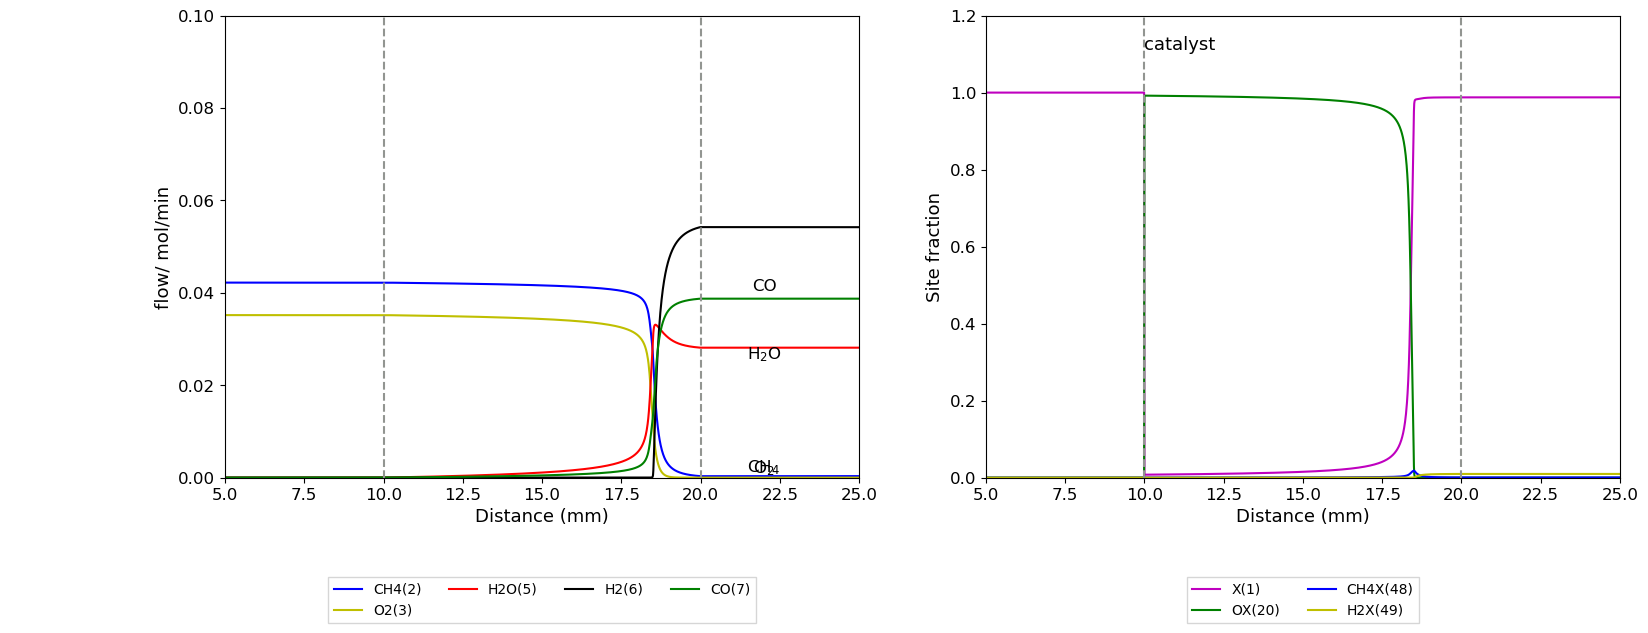 0.10
0.08
0.06
0.04
0.02
0.00
flow/ mol/min
CO
H₂O
CH₄
O₂
5.0 7.5 10.0 12.5 15.0 17.5 20.0 22.5 25.0
Distance (mm)
CH4(2) H2O(5) H2(6) CO(7)
O2(3)
1.2
1.0
0.8
0.6
0.4
0.2
0.0
Site fraction
catalyst
5.0 7.5 10.0 12.5 15.0 17.5 20.0 22.5 25.0
Distance (mm)
X(1) CH4X(48)
OX(20) H2X(49)